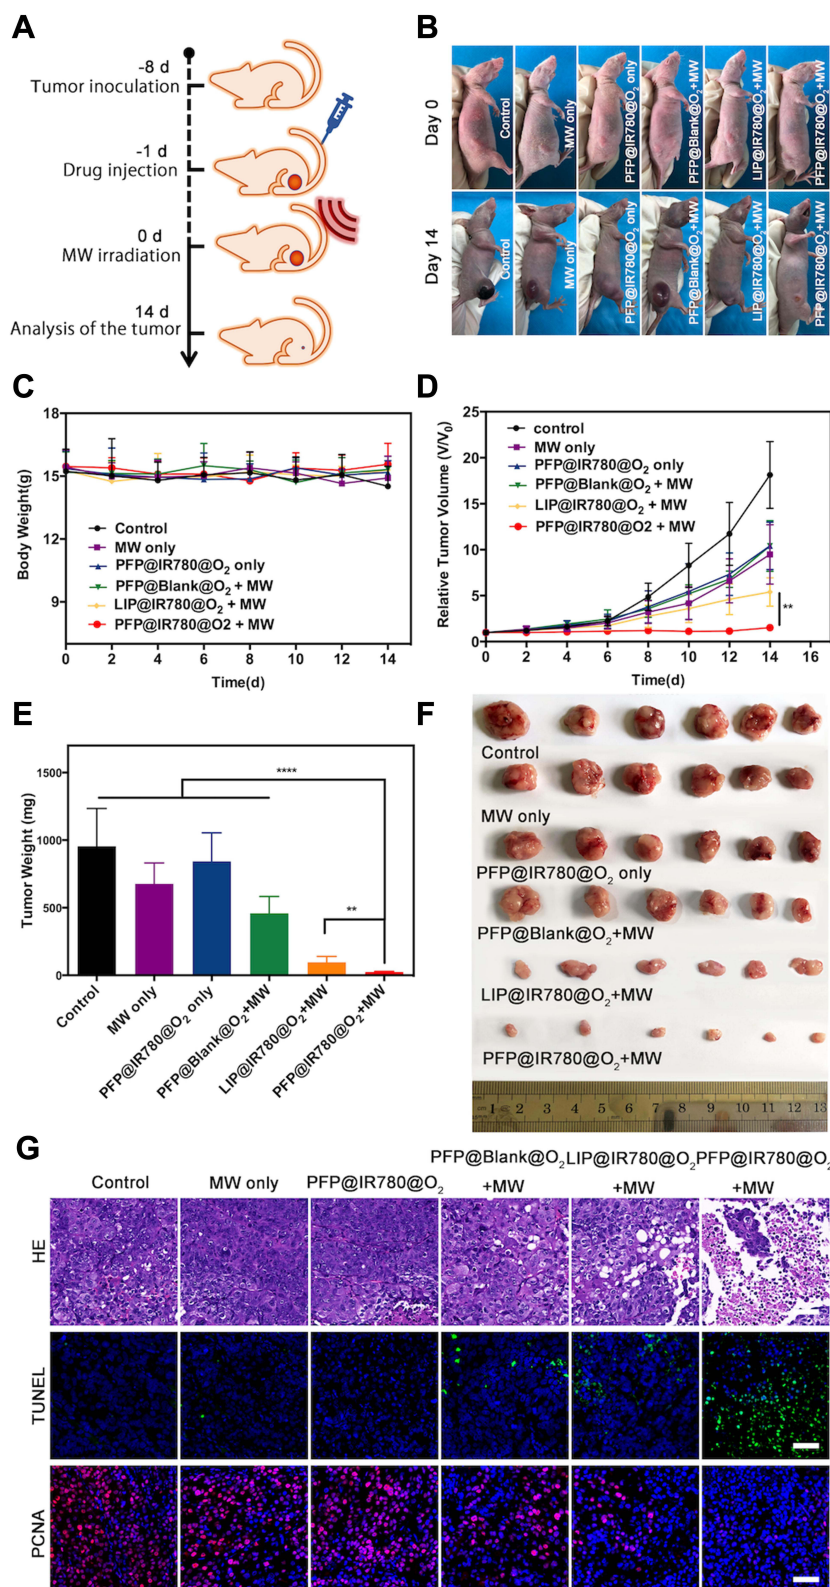 A
-8 d
Tumor inoculation
-1 d
Drug injection
0 d
MW irradiation
14 d
Analysis of the tumor
B
Day 0
Control
MW only
PFP@IR780@O2 only
PFP@Blank@O2+MW
LIP@IR780@O2+MW
PFP@IR780@O2+MW
Day 14
Control
MW only
PFP@IR780@O2 only
PFP@Blank@O2+MW
LIP@IR780@O2+MW
PFP@IR780@O2+MW
C
Body Weight(g)
18
15
12
9
Control
MW only
PFP@IR780@O2 only
PFP@Blank@O2 + MW
LIP@IR780@O2 + MW
PFP@IR780@O2 + MW
0 2 4 6 8 10 12 14
Time(d)
D
Relative Tumor Volume (V/V0)
25
20
15
10
5
0
control
MW only
PFP@IR780@O2 only
PFP@Blank@O2 + MW
LIP@IR780@O2 + MW
PFP@IR780@O2 + MW
**
0 2 4 6 8 10 12 14 16
Time(d)
E
Tumor Weight (mg)
1500
1000
500
0
****
**
Control
MW only
PFP@IR780@O2 only
PFP@Blank@O2+MW
LIP@IR780@O2+MW
PFP@IR780@O2+MW
F
Control
MW only
PFP@IR780@O2 only
PFP@Blank@O2+MW
LIP@IR780@O2+MW
PFP@IR780@O2+MW
1 2 3 4 5 6 7 8 9 10 11 12 13
G
Control
MW only
PFP@IR780@O2
PFP@Blank@O2
+MW
LIP@IR780@O2
+MW
PFP@IR780@O2
+MW
HE
TUNEL
PCNA